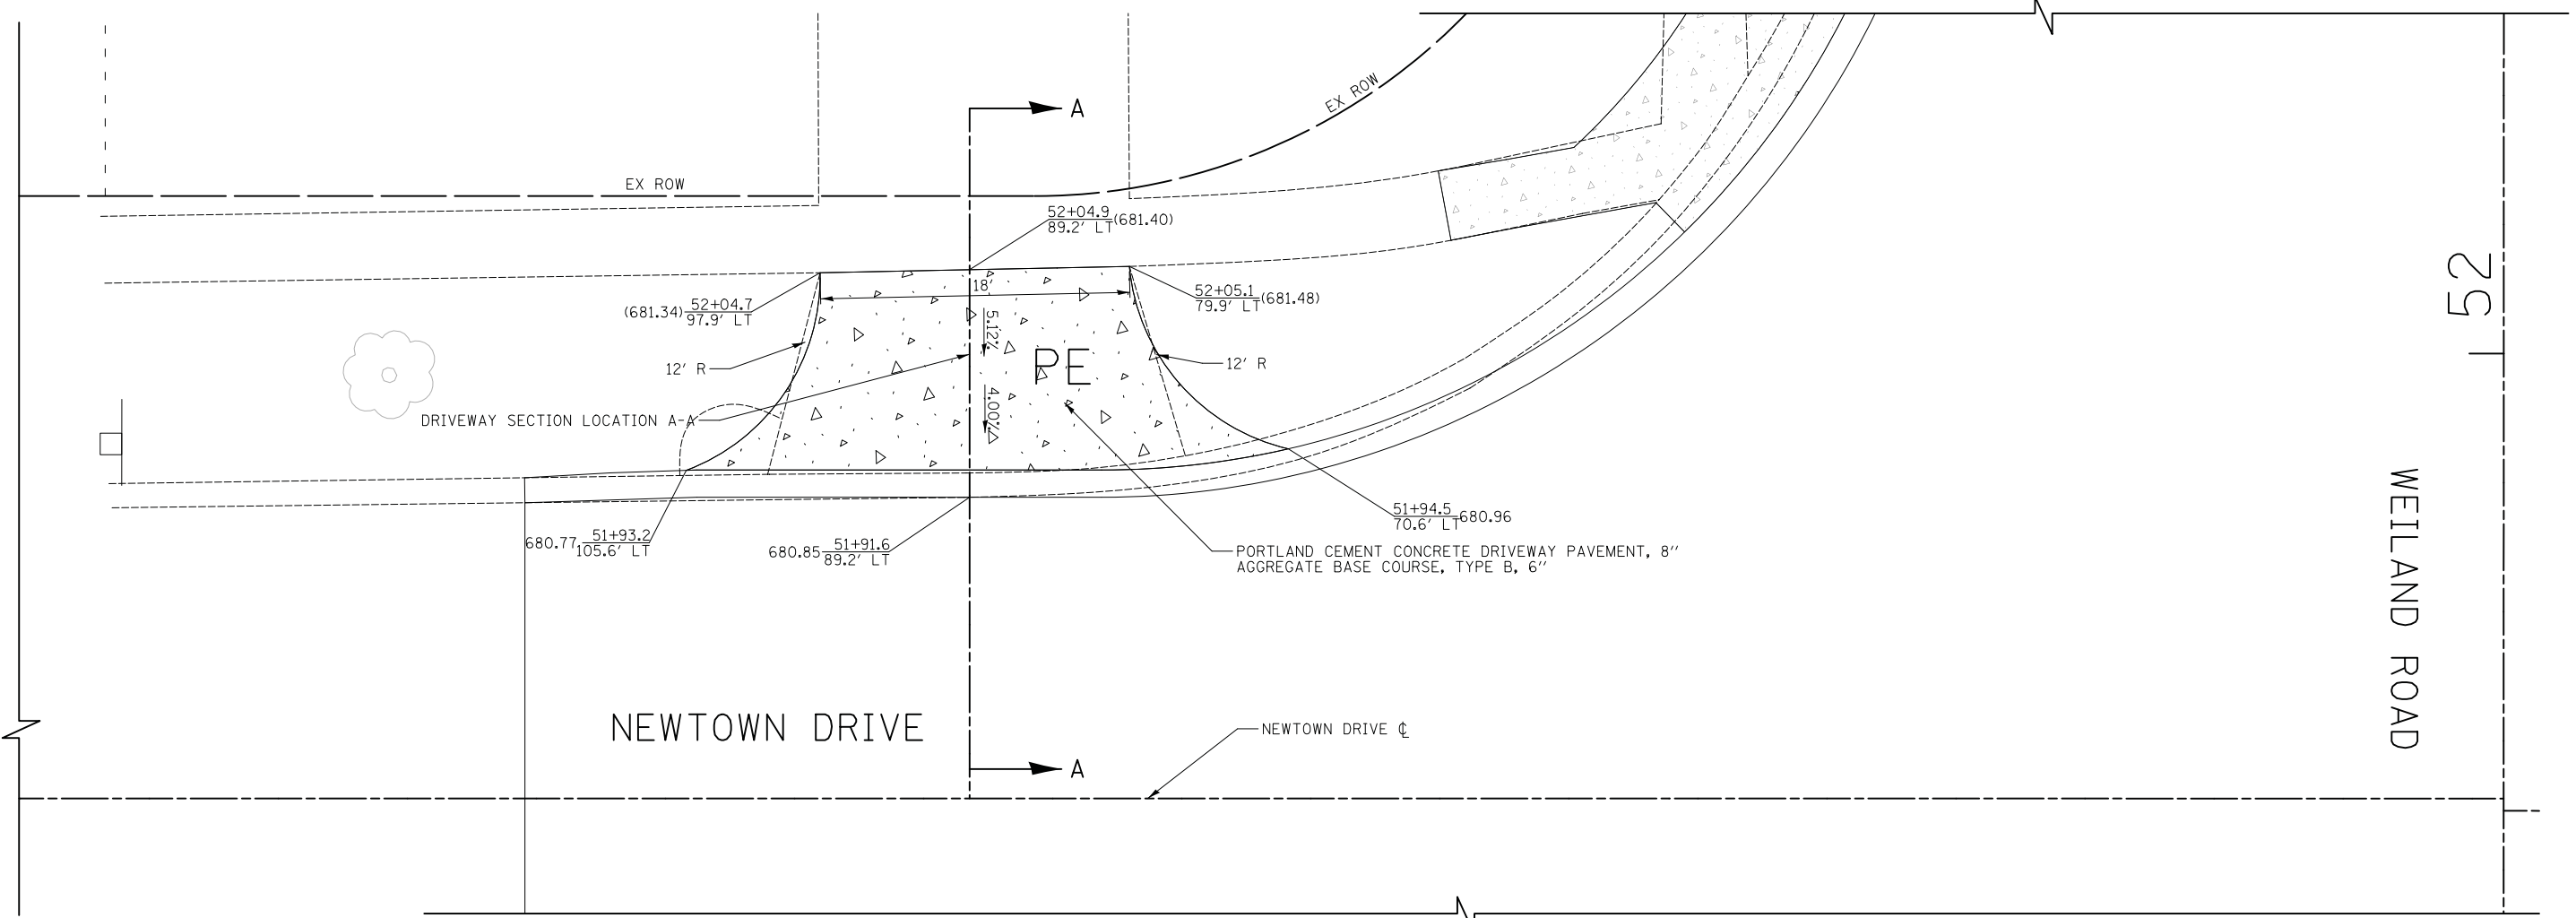 A
EX ROW
EX ROW
52+04.9
89.2' LT
(681.40)
52
18'
(681.34)
52+04.7
97.9' LT
52+05.1
79.9' LT
(681.48)
5.12%
12' R
PE
12' R
4.00%
DRIVEWAY SECTION LOCATION A-A
680.77
51+93.2
105.6' LT
680.85
51+91.6
89.2' LT
51+94.5
70.6' LT
680.96
PORTLAND CEMENT CONCRETE DRIVEWAY PAVEMENT, 8"
AGGREGATE BASE COURSE, TYPE B, 6"
WEILAND ROAD
NEWTOWN DRIVE
NEWTOWN DRIVE ℄
A